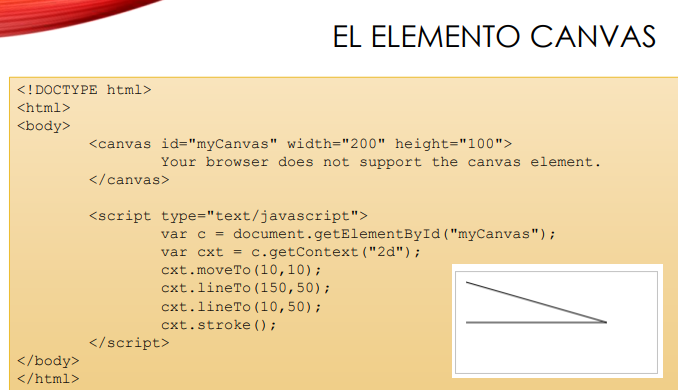 EL ELEMENTO CANVAS
<!DOCTYPE html>
<html>
<body>
<canvas id="myCanvas" width="200" height="100">
Your browser does not support the canvas element.
</canvas>
<script type="text/javascript">
var c = document.getElementById("myCanvas");
var cxt = c.getContext("2d");
cxt.moveTo(10,10);
cxt.lineTo(150,50);
cxt.lineTo(10,50);
cxt.stroke();
</script>
</body>
</html>